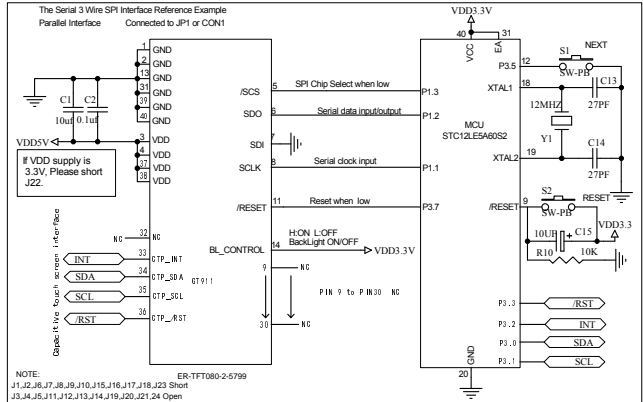 The Serial 3 Wire SPI Interface Reference Example
Parallel Interface Connected to JP1 or CON1
VDD3.3V
40
31
VCC
EA
1
GND
2
GND
13
GND
31
GND
39
GND
40
GND
3
VDD
4
VDD
37
VDD
38
VDD
C1
C2
10uf
0.1uf
VDD5V
If VDD supply is
3.3V, Please short
J22.
/SCS
5
SPI Chip Select when low
P1.3
SDO
6
Serial data input/output
P1.2
SDI
7
SCLK
8
Serial clock input
P1.1
/RESET
11
Reset when low
P3.7
BL_CONTROL
14
H:ON L:OFF
BackLight ON/OFF
VDD3.3V
9
NC
PIN 9 to PIN30 NC
30
NC
Capacitive touch screen interface
NC
32
NC
INT
33
CTP_INT
SDA
34
CTP_SDA
GT911
SCL
35
CTP_SCL
/RST
36
CTP_/RST
ER-TFT080-2-5799
MCU
STC12LE5A60S2
P3.5
12
S1
NEXT
SW-PB
XTAL1
18
C13
27PF
12MHZ
Y1
XTAL2
19
C14
27PF
/RESET
9
S2
RESET
SW-PB
VDD3.3
10UF
+
C15
R10
10K
P3.3
/RST
P3.2
INT
P3.0
SDA
P3.1
SCL
GND
20
NOTE:
J1,J2,J6,J7,J8,J9,J10,J15,J16,J17,J18,J23 Short
J3,J4,J5,J11,J12,J13,J14,J19,J20,J21,24 Open